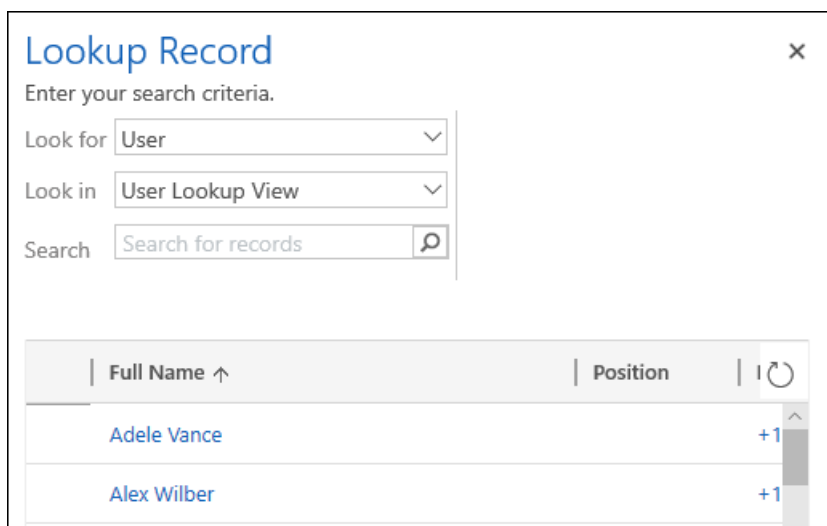 Lookup Record
Enter your search criteria.
Look for User
Look in User Lookup View
Search Search for records
Full Name ↑ Position
Adele Vance +1
Alex Wilber +1